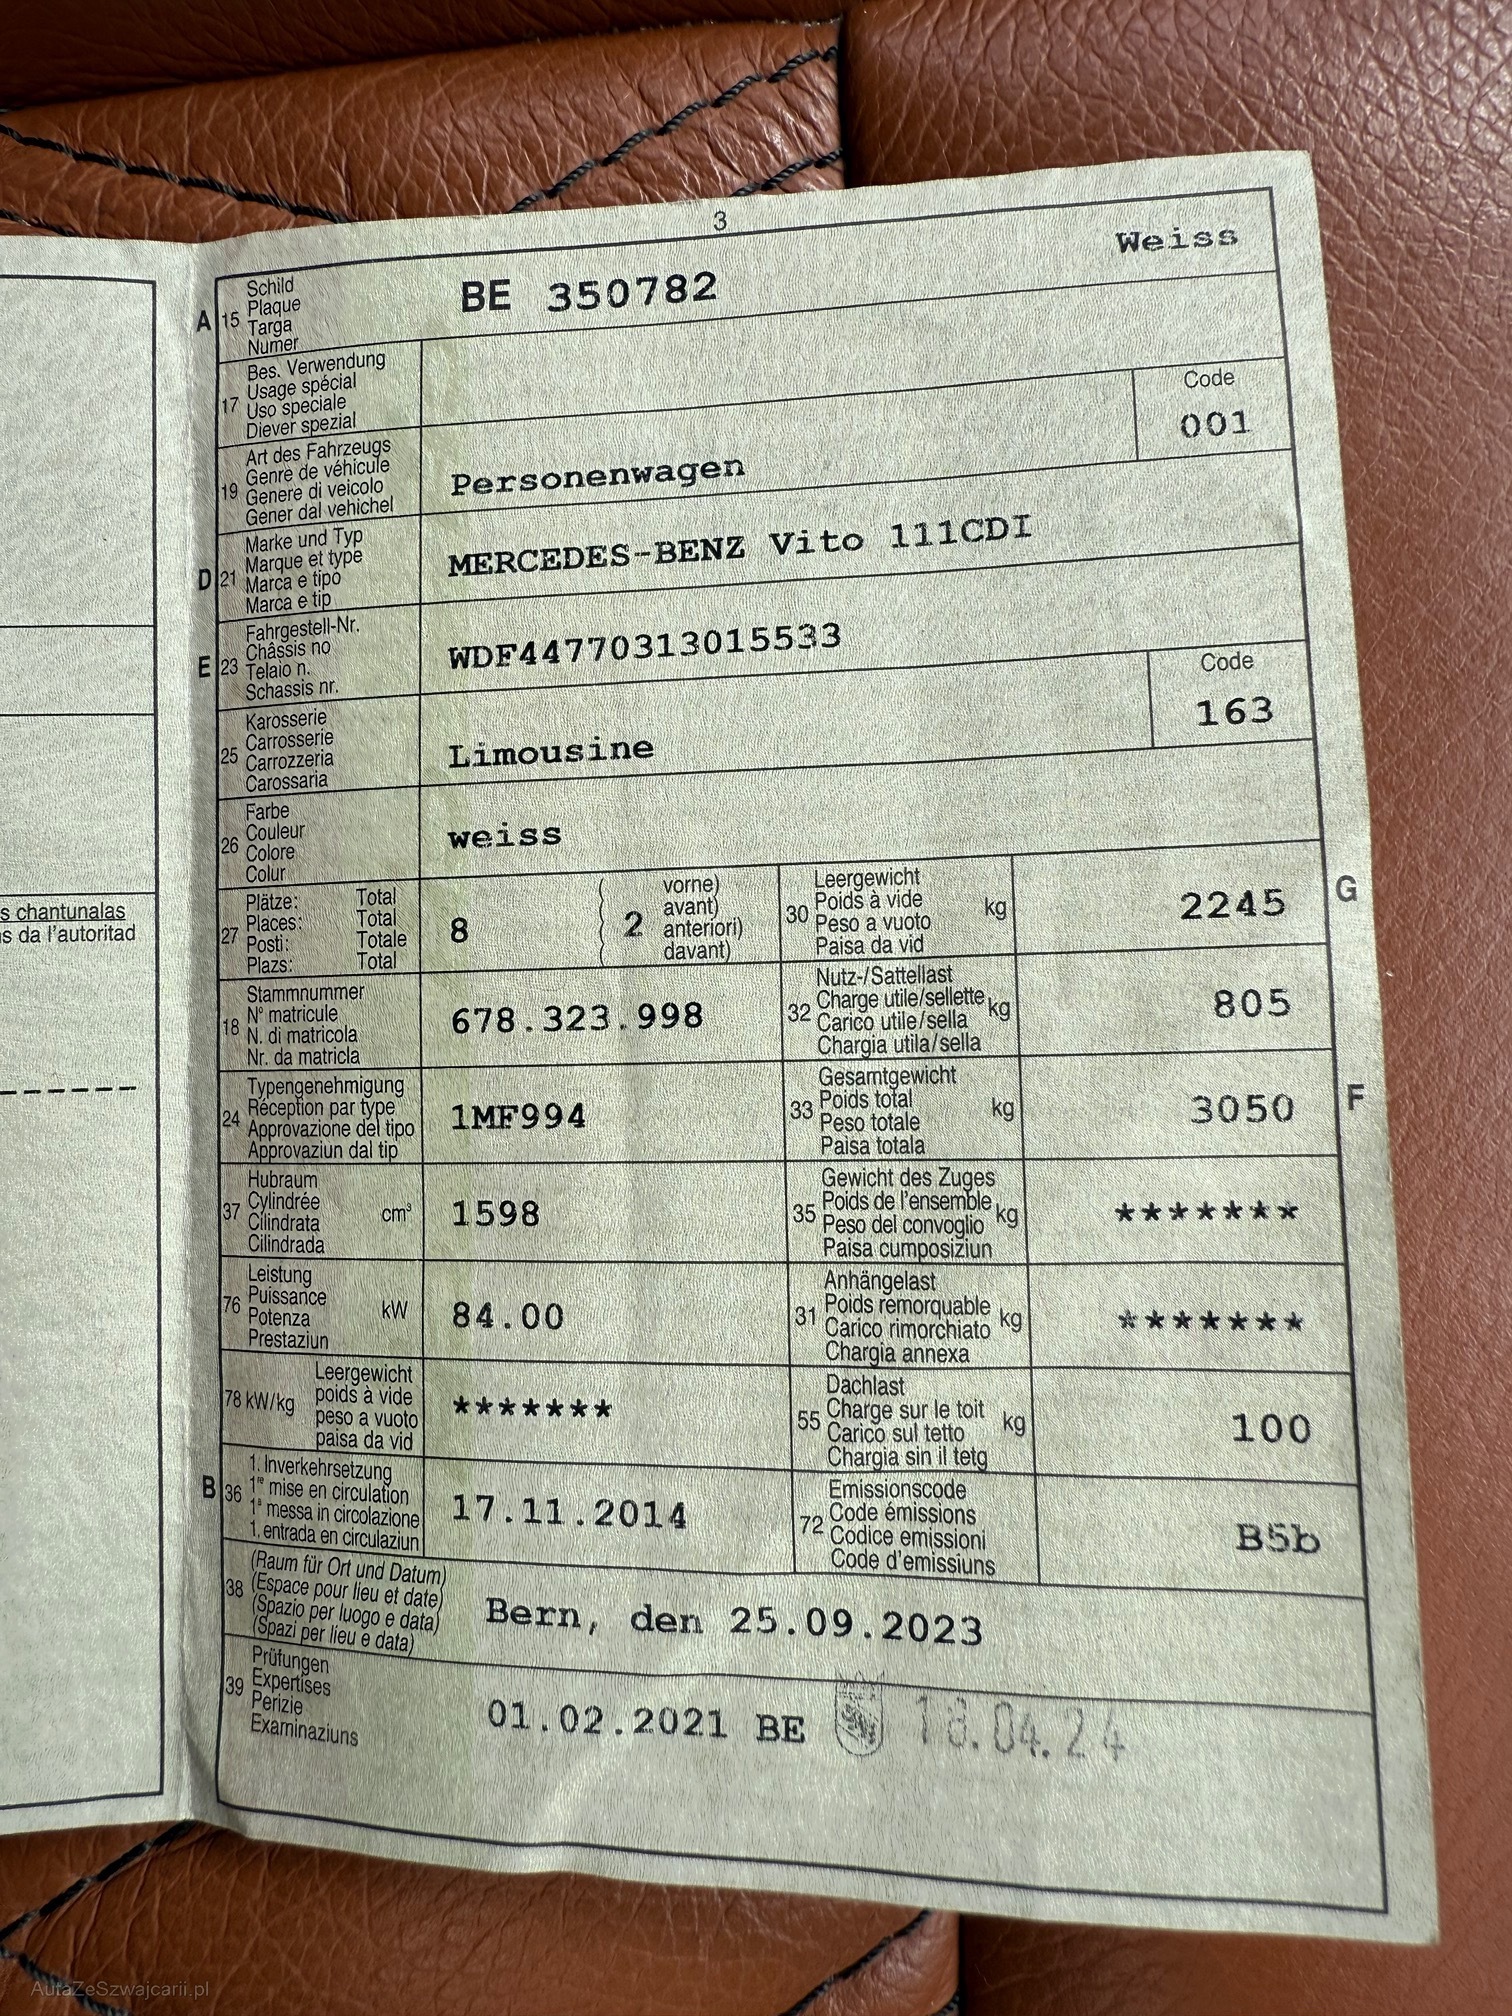 3
A 15 Schild
Plaque
Targa
Numer
BE 350782
Weiss
17 Bes. Verwendung
Usage spécial
Uso speciale
Diever spezial
19 Art des Fahrzeugs
Genre de véhicule
Genere di veicolo
Gener dal vehichel
Personenwagen
Code
001
D 21 Marke und Typ
Marque et type
Marca e tipo
Marca e tip
MERCEDES-BENZ Vito 111CDI
E 23 Fahrgestell-Nr.
Châssis no
Telaio n.
Schassis nr.
WDF44770313015533
25 Karosserie
Carrosserie
Carrozzeria
Carossaria
Limousine
Code
163
26 Farbe
Couleur
Colore
Colur
weiss
27 Plätze: Total
Places: Total
Posti: Totale
Plazs: Total
8
2
vorne)
avant)
anteriori)
davant)
30 Leergewicht
Poids à vide
Peso a vuoto
Paisa da vid
kg
2245
G
18 Stammnummer
N° matricule
N. di matricola
Nr. da matricla
678.323.998
32 Nutz-/Sattellast
Charge utile/sellette
Carico utile/sella
Chargia utila/sella
kg
805
24 Typengenehmigung
Réception par type
Approvazione del tipo
Approvaziun dal tip
1MF994
33 Gesamtgewicht
Poids total
Peso totale
Paisa totala
kg
3050
F
37 Hubraum
Cylindrée
Cilindrata
Cilindrada
cm³
1598
35 Gewicht des Zuges
Poids de l'ensemble
Peso del convoglio
Paisa cumposiziun
kg
*******
76 Leistung
Puissance
Potenza
Prestaziun
kW
84.00
31 Anhängelast
Poids remorquable
Carico rimorchiato
Chargia annexa
kg
*******
78 kW/kg
Leergewicht
poids à vide
peso a vuoto
paisa da vid
*******
55 Dachlast
Charge sur le toit
Carico sul tetto
Chargia sin il tetg
kg
100
B 36 1. Inverkehrsetzung
1re mise en circulation
1a messa in circolazione
1. entrada en circulaziun
17.11.2014
72 Emissionscode
Code émissions
Codice emissioni
Code d'emissiuns
B5b
38 (Raum für Ort und Datum)
(Espace pour lieu et date)
(Spazio per luogo e data)
(Spazi per lieu e data)
Bern, den 25.09.2023
39 Prüfungen
Expertises
Perizie
Examinaziuns
01.02.2021 BE
s chantunalas
s da l'autoritad
AutaZeSzwajcarii.pl